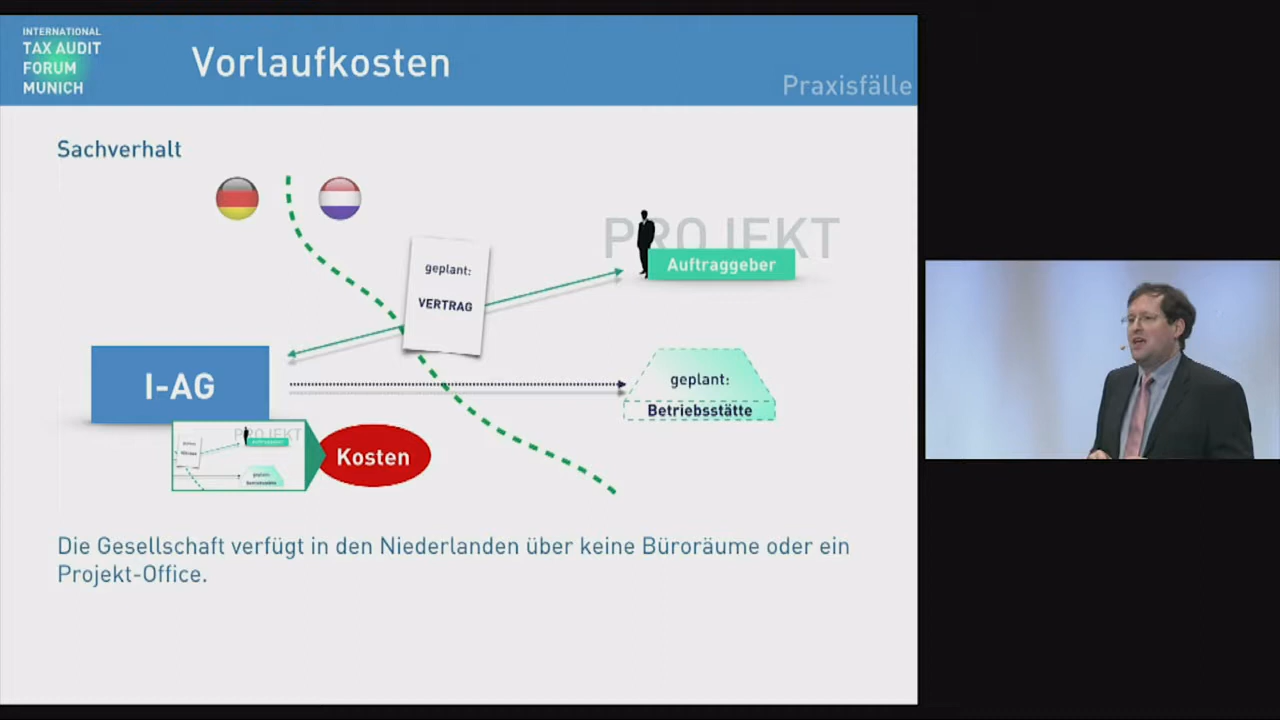 INTERNATIONAL
TAX AUDIT
FORUM
MUNICH
Vorlaufkosten
Praxisfälle
Sachverhalt
PROJEKT
Auftraggeber
geplant:
VERTRAG
I-AG
geplant:
Betriebsstätte
PROJEKT
Kosten
Die Gesellschaft verfügt in den Niederlanden über keine Büroräume oder ein
Projekt-Office.